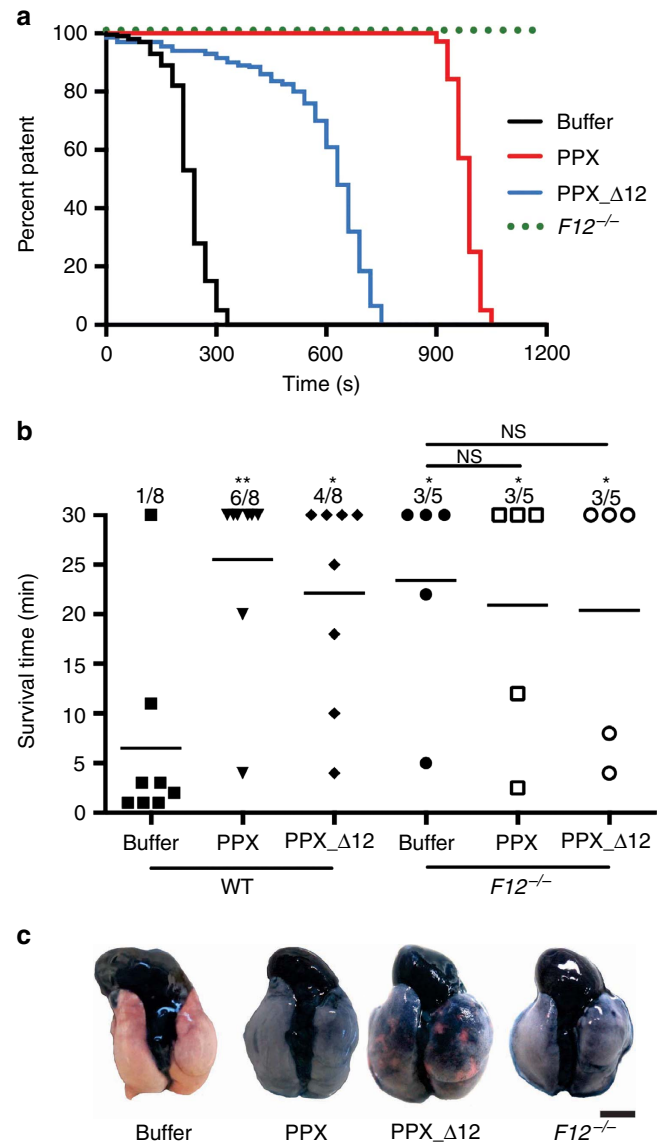 a
100
80
60
40
20
0
Percent patent
0 300 600 900 1200
Time (s)
Buffer
PPX
PPX_Δ12
F12⁻/⁻
b
NS
NS
** * * * *
1/8 6/8 4/8 3/5 3/5 3/5
30
25
20
15
10
5
0
Survival time (min)
Buffer PPX PPX_Δ12 Buffer PPX PPX_Δ12
WT F12⁻/⁻
c
Buffer PPX PPX_Δ12 F12⁻/⁻